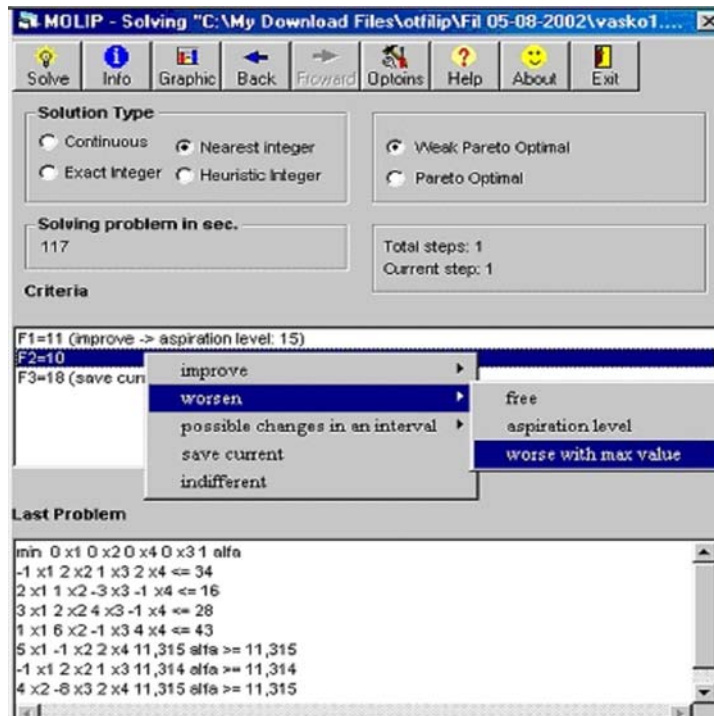 MOLIP - Solving "C:\My Download Files\otfilip\Fil 05-08-2002\vasko1....
Solve Info Graphic Back Froward Optoins Help About Exit
Solution Type
Continuous Nearest integer
Exact Integer Heuristic Integer
Weak Pareto Optimal
Pareto Optimal
Solving problem in sec.
117
Total steps: 1
Current step: 1
Criteria
F1=11 (improve -> aspiration level: 15)
F2=10
F3=18 (save curr
improve
worsen
possible changes in an interval
save current
indifferent
free
aspiration level
worse with max value
Last Problem
min 0 x1 0 x2 0 x4 0 x3 1 alfa
-1 x1 2 x2 1 x3 2 x4 <= 34
2 x1 1 x2 -3 x3 -1 x4 <= 16
3 x1 2 x2 4 x3 -1 x4 <= 28
1 x1 6 x2 -1 x3 4 x4 <= 43
5 x1 -1 x2 2 x4 11,315 alfa >= 11,315
-1 x1 2 x2 1 x3 11,314 alfa >= 11,314
4 x2 -8 x3 2 x4 11,315 alfa >= 11,315